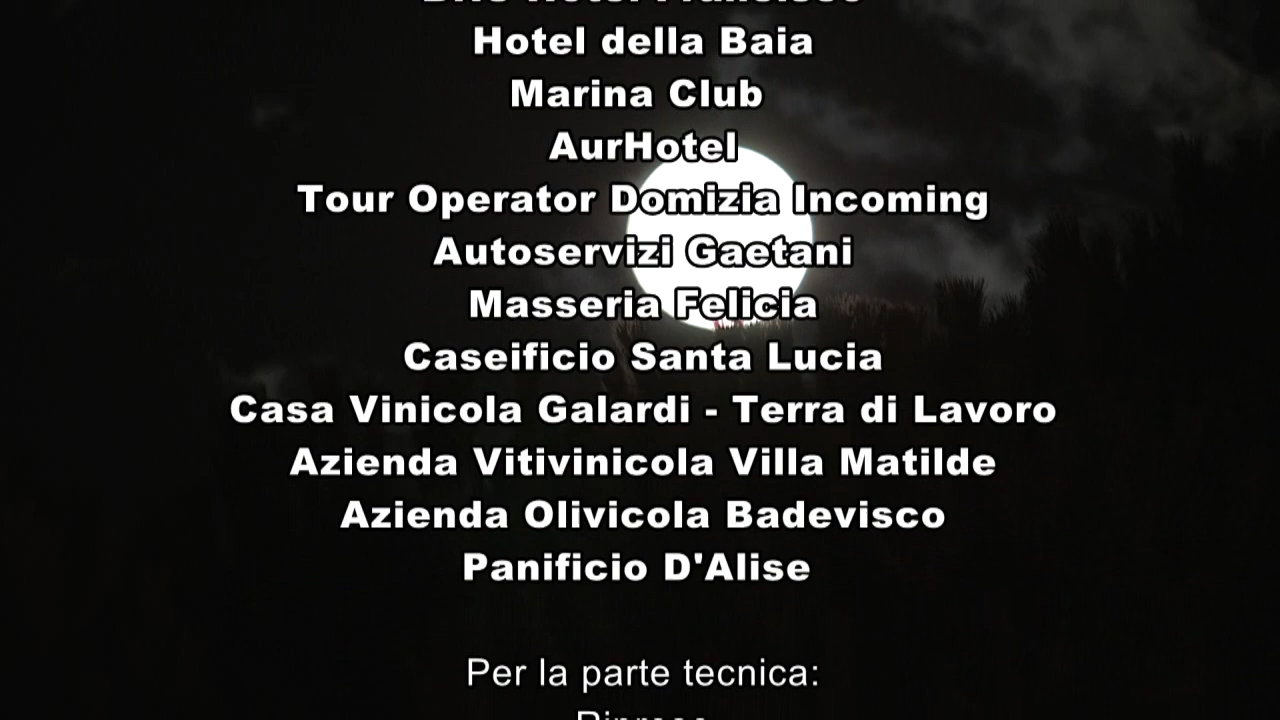 Hotel della Baia
Marina Club
AurHotel
Tour Operator Domizia Incoming
Autoservizi Gaetani
Masseria Felicia
Caseificio Santa Lucia
Casa Vinicola Galardi - Terra di Lavoro
Azienda Vitivinicola Villa Matilde
Azienda Olivicola Badevisco
Panificio D'Alise
Per la parte tecnica: